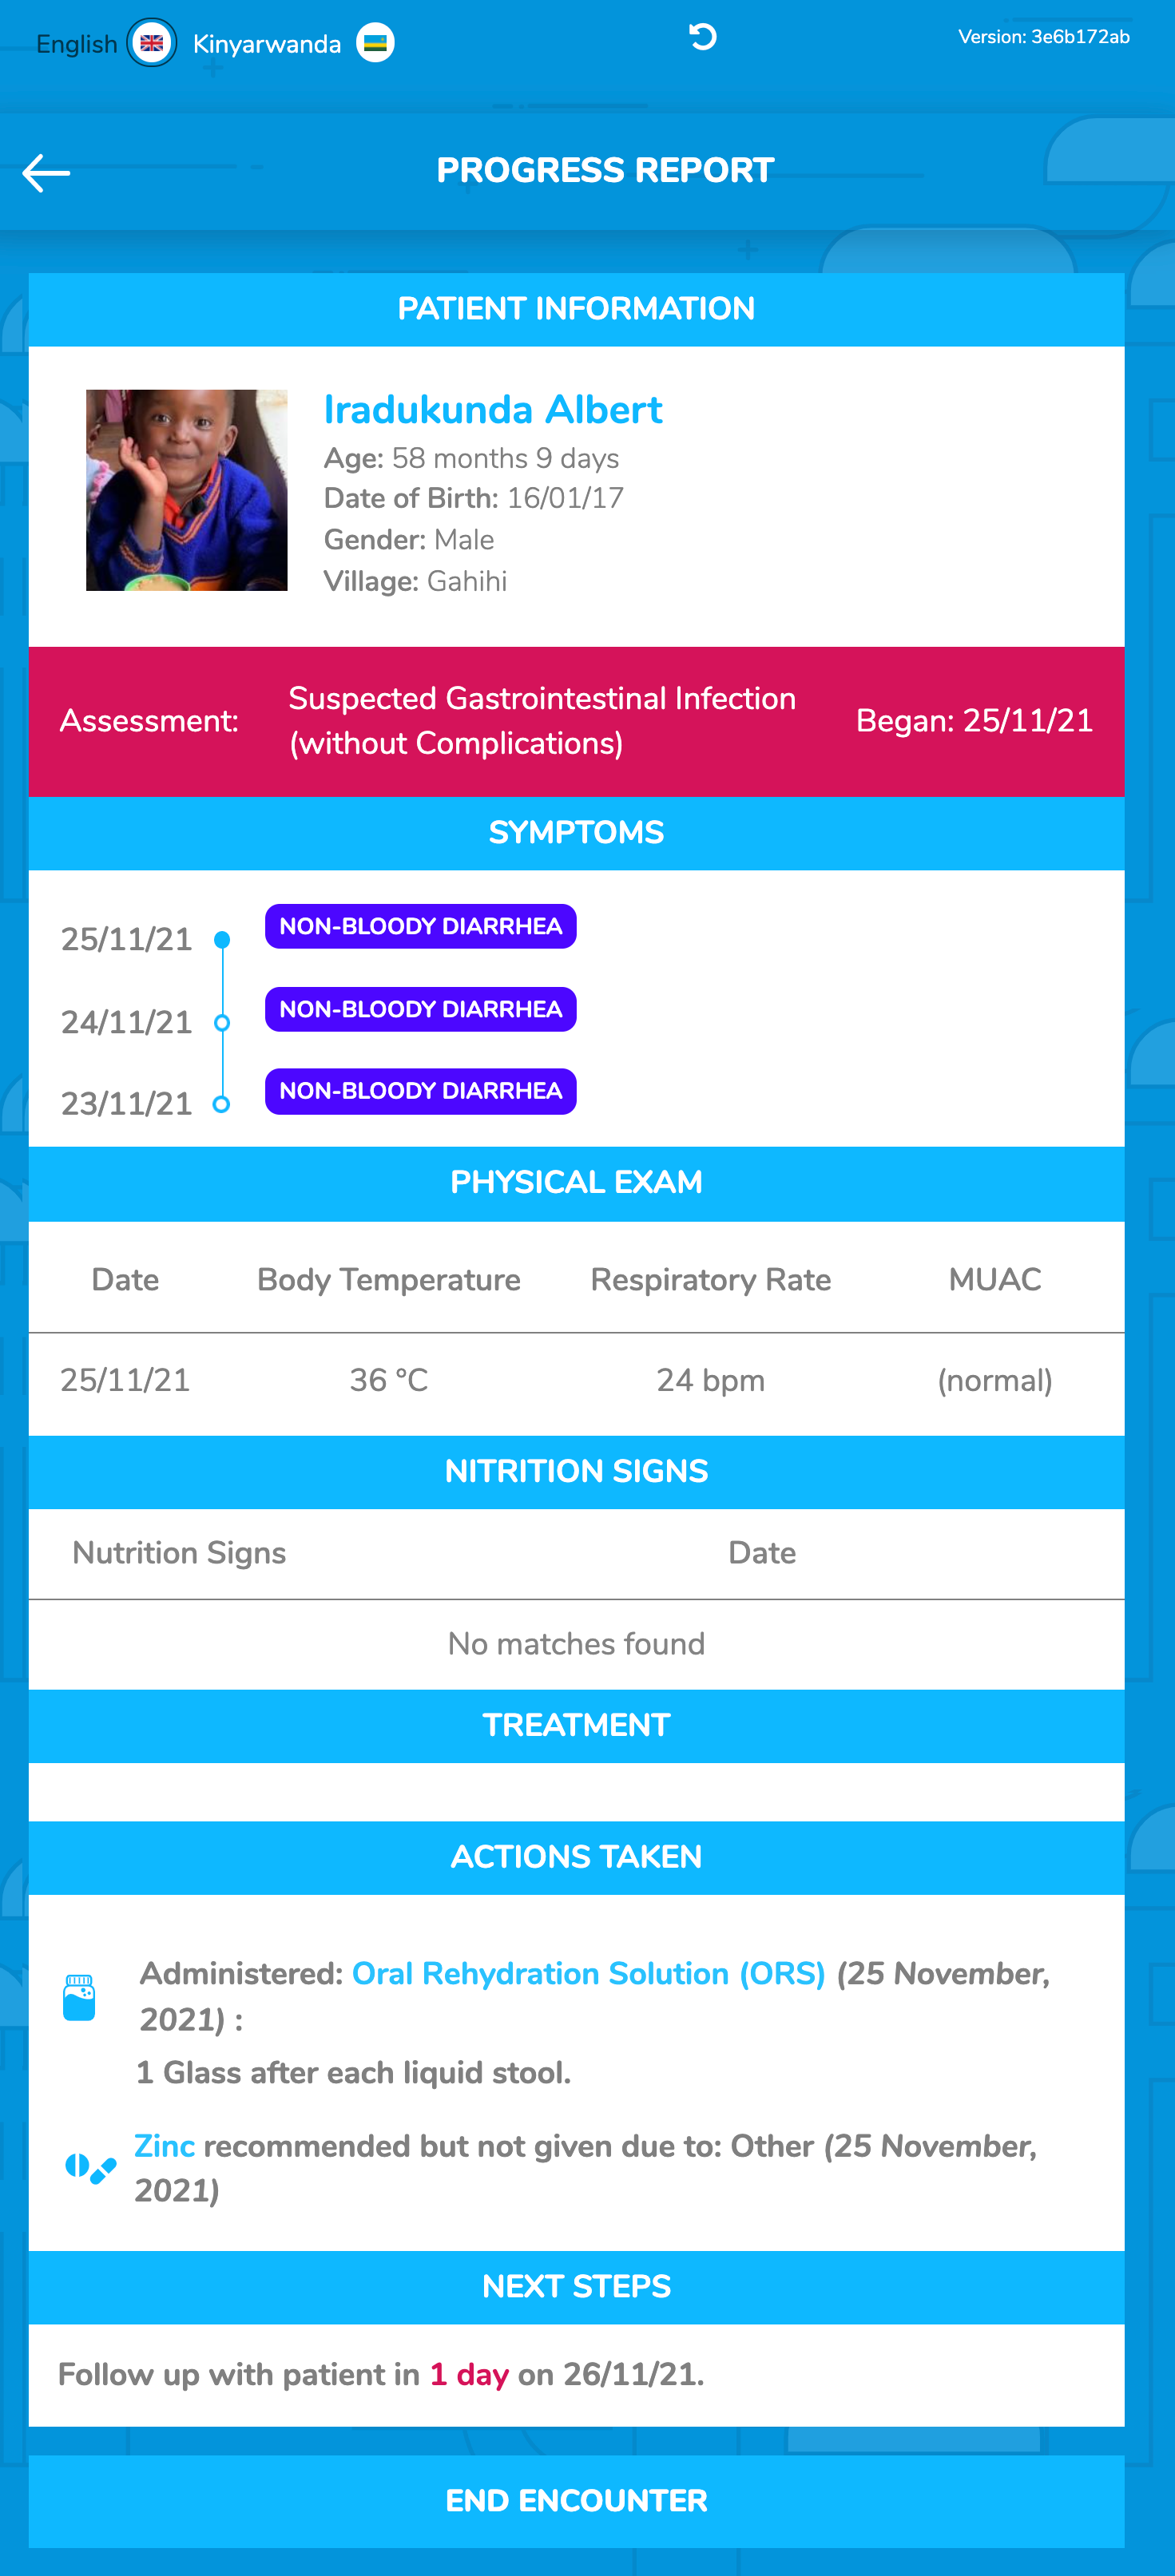 English Kinyarwanda Version: 3e6b172ab
PROGRESS REPORT
PATIENT INFORMATION
Iradukunda Albert
Age: 58 months 9 days
Date of Birth: 16/01/17
Gender: Male
Village: Gahihi
Assessment: Suspected Gastrointestinal Infection
(without Complications)
Began: 25/11/21
SYMPTOMS
25/11/21 NON-BLOODY DIARRHEA
24/11/21 NON-BLOODY DIARRHEA
23/11/21 NON-BLOODY DIARRHEA
PHYSICAL EXAM
Date Body Temperature Respiratory Rate MUAC
25/11/21 36 °C 24 bpm (normal)
NITRITION SIGNS
Nutrition Signs Date
No matches found
TREATMENT
ACTIONS TAKEN
Administered: Oral Rehydration Solution (ORS) (25 November,
2021) :
1 Glass after each liquid stool.
Zinc recommended but not given due to: Other (25 November,
2021)
NEXT STEPS
Follow up with patient in 1 day on 26/11/21.
END ENCOUNTER